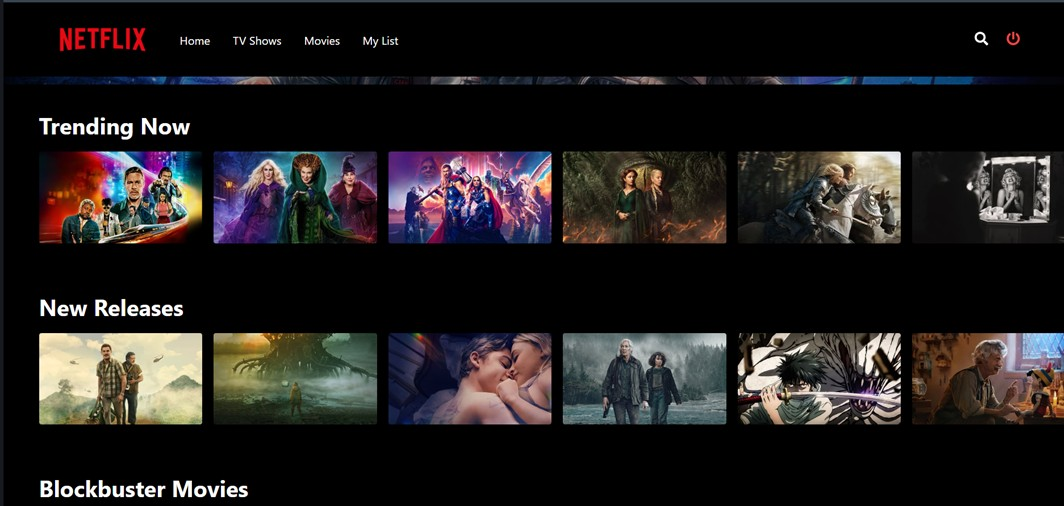 NETFLIX Home TV Shows Movies My List
Trending Now
New Releases
Blockbuster Movies